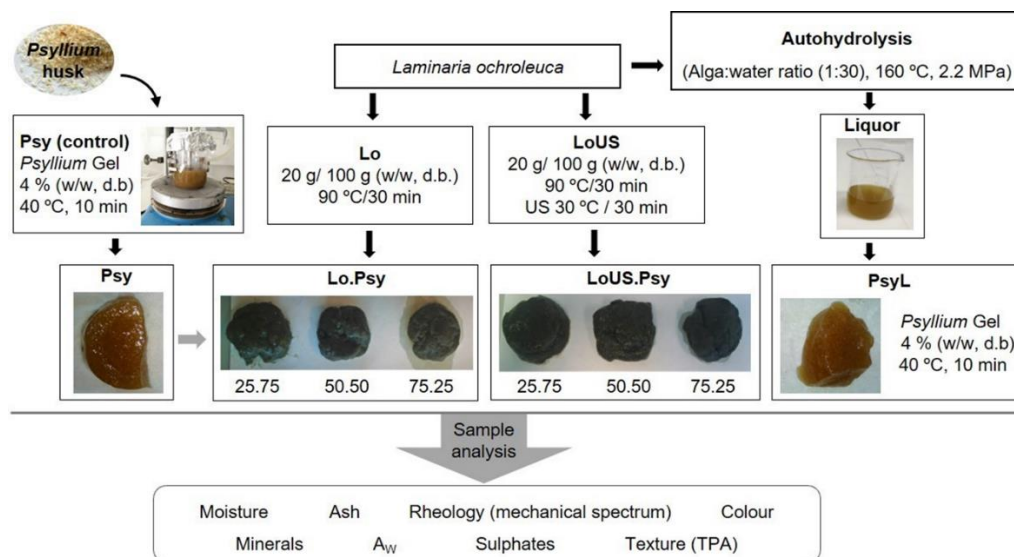 Psyllium
husk
Laminaria ochroleuca
Autohydrolysis
(Alga:water ratio (1:30), 160 ºC, 2.2 MPa)
Psy (control)
Psyllium Gel
4 % (w/w, d.b)
40 ºC, 10 min
Lo
20 g/ 100 g (w/w, d.b.)
90 ºC/30 min
LoUS
20 g/ 100 g (w/w, d.b.)
90 ºC/30 min
US 30 ºC / 30 min
Liquor
Psy
Lo.Psy
25.75 50.50 75.25
LoUS.Psy
25.75 50.50 75.25
PsyL
Psyllium Gel
4 % (w/w, d.b)
40 ºC, 10 min
Sample
analysis
Moisture Ash Rheology (mechanical spectrum) Colour
Minerals AW Sulphates Texture (TPA)